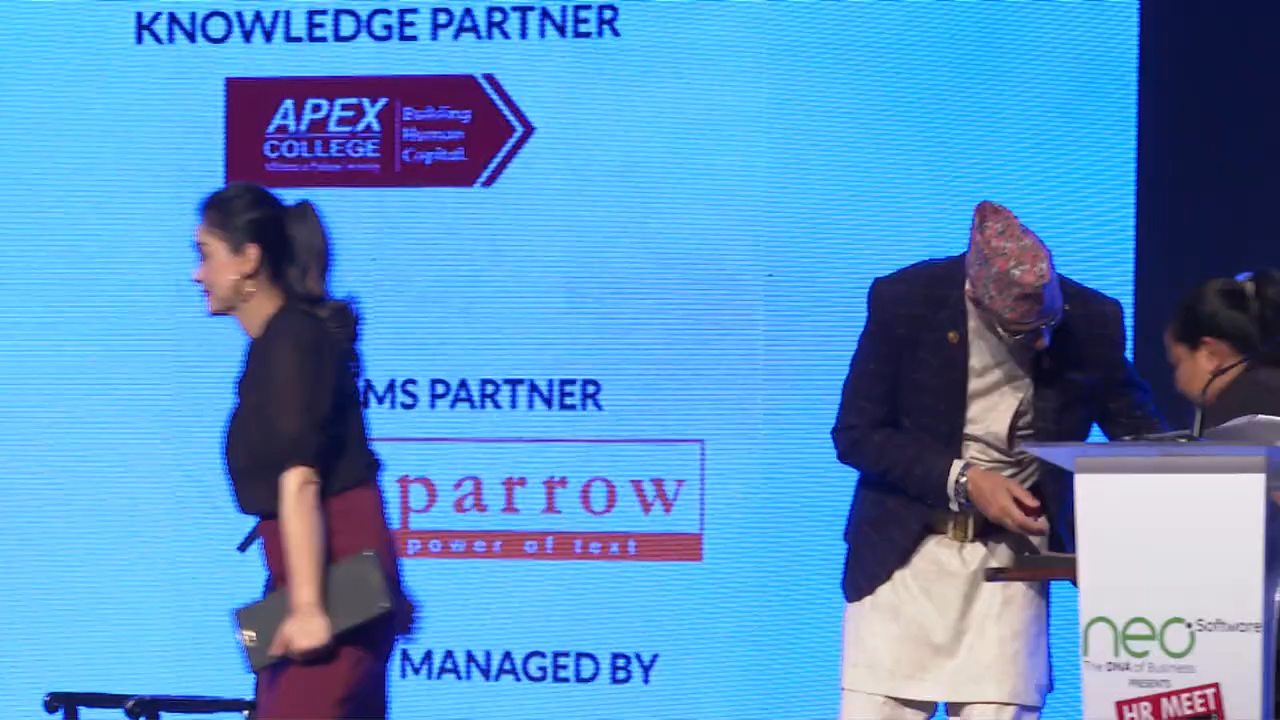 KNOWLEDGE PARTNER
APEX
COLLEGE
Building
Human
Capital.
MS PARTNER
parrow
power of text
MANAGED BY
neo Software
The DNA of Business
PRESENTS
HR MEET